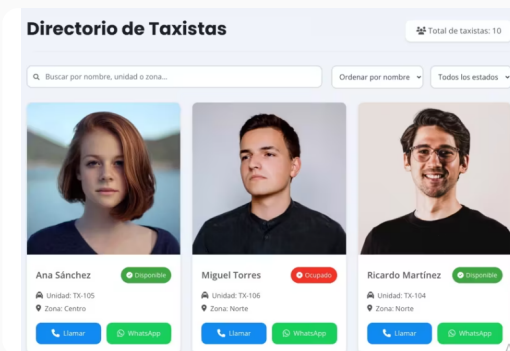 Directorio de Taxistas
Total de taxistas: 10
Buscar por nombre, unidad o zona...
Ordenar por nombre
Todos los estados
Ana Sánchez
Disponible
Unidad: TX-105
Zona: Centro
Llamar
WhatsApp
Miguel Torres
Ocupado
Unidad: TX-106
Zona: Norte
Llamar
WhatsApp
Ricardo Martínez
Disponible
Unidad: TX-104
Zona: Norte
Llamar
WhatsApp